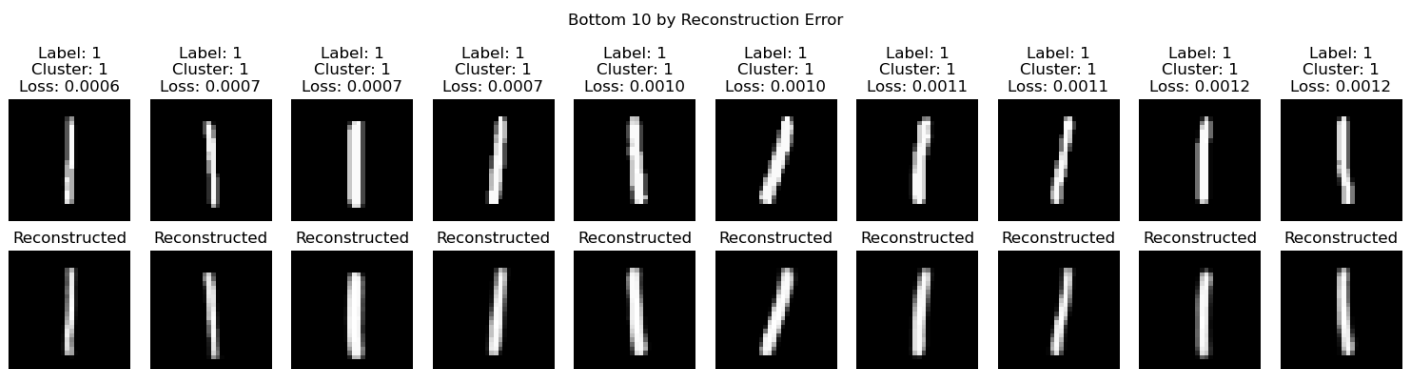 Bottom 10 by Reconstruction Error
Label: 1 Label: 1 Label: 1 Label: 1 Label: 1 Label: 1 Label: 1 Label: 1 Label: 1 Label: 1
Cluster: 1 Cluster: 1 Cluster: 1 Cluster: 1 Cluster: 1 Cluster: 1 Cluster: 1 Cluster: 1 Cluster: 1 Cluster: 1
Loss: 0.0006 Loss: 0.0007 Loss: 0.0007 Loss: 0.0007 Loss: 0.0010 Loss: 0.0010 Loss: 0.0011 Loss: 0.0011 Loss: 0.0012 Loss: 0.0012
Reconstructed Reconstructed Reconstructed Reconstructed Reconstructed Reconstructed Reconstructed Reconstructed Reconstructed Reconstructed